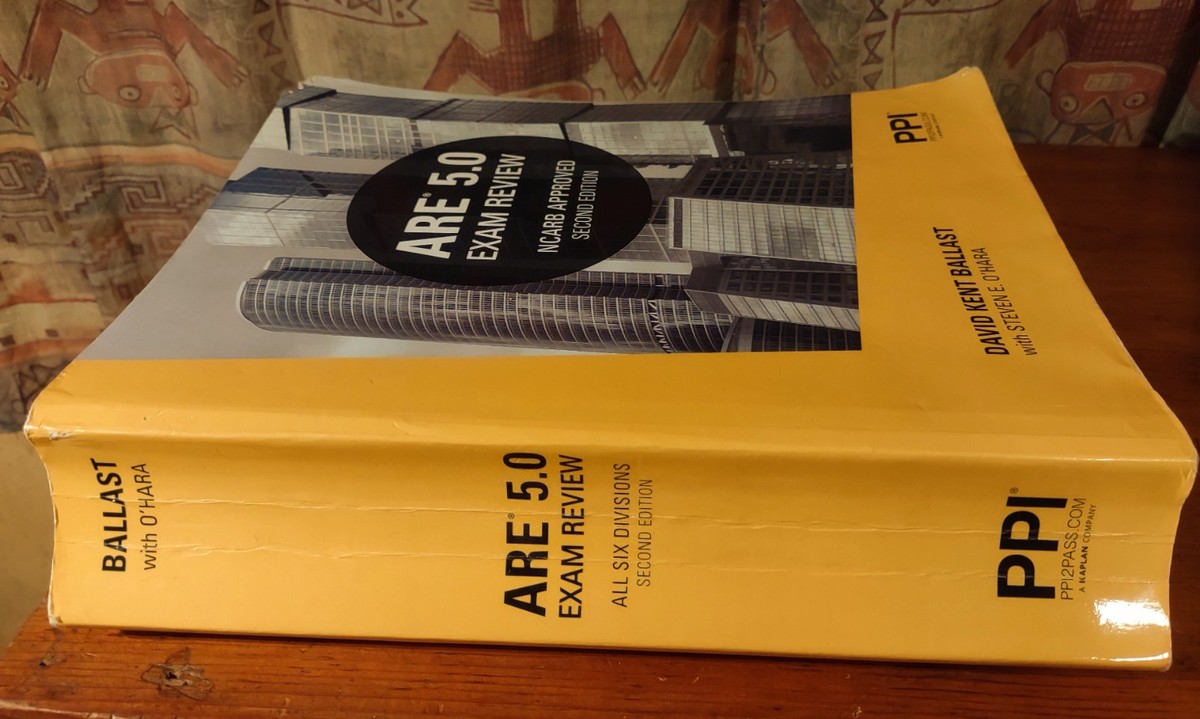 ARE® 5.0
EXAM REVIEW
NCARB APPROVED
SECOND EDITION
PPI
DAVID KENT BALLAST
with STEVEN E. O'HARA
BALLAST
with O'HARA
ARE® 5.0
EXAM REVIEW
ALL SIX DIVISIONS
SECOND EDITION
PPI®
PPI2PASS.COM
A KAPLAN COMPANY